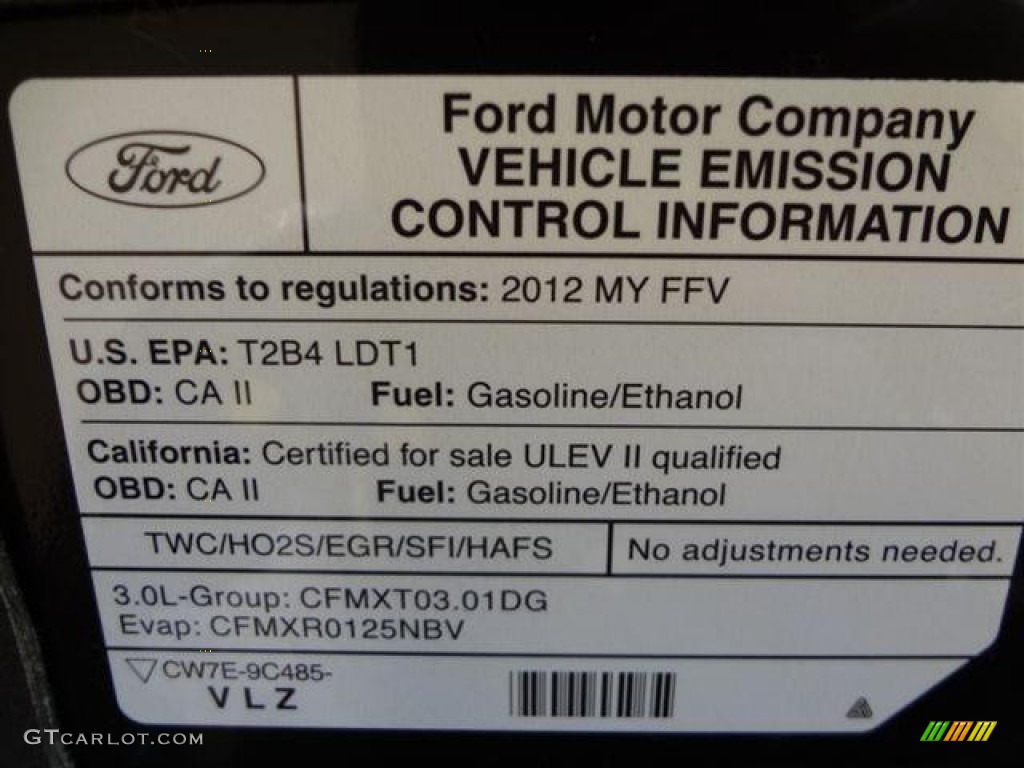 Ford
Ford Motor Company
VEHICLE EMISSION
CONTROL INFORMATION
Conforms to regulations: 2012 MY FFV
U.S. EPA: T2B4 LDT1
OBD: CA II Fuel: Gasoline/Ethanol
California: Certified for sale ULEV II qualified
OBD: CA II Fuel: Gasoline/Ethanol
TWC/HO2S/EGR/SFI/HAFS No adjustments needed.
3.0L-Group: CFMXT03.01DG
Evap: CFMXR0125NBV
CW7E-9C485-
VLZ
GTCARLOT.COM